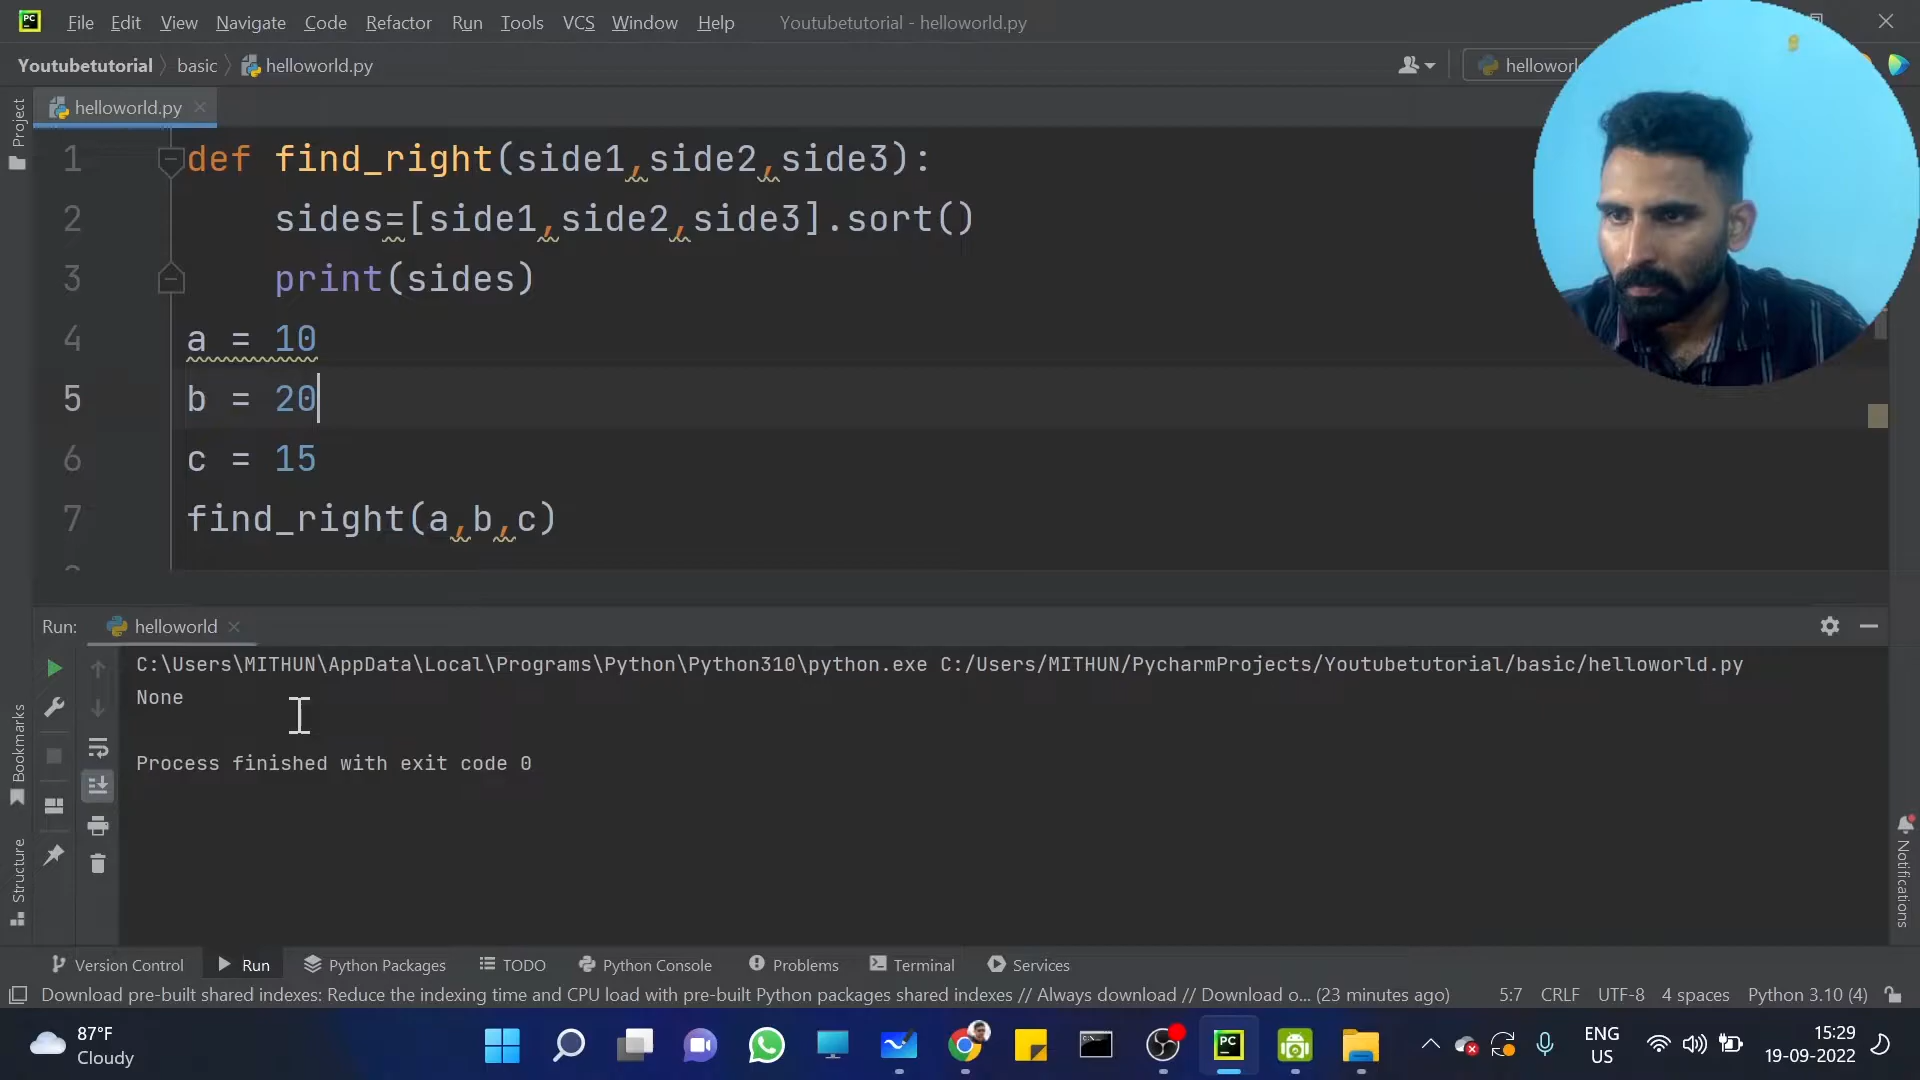 File Edit View Navigate Code Refactor Run Tools VCS Window Help Youtubetutorial - helloworld.py
Youtubetutorial basic helloworld.py
helloworld.py
Project
1 def find_right(side1,side2,side3):
2 sides=[side1,side2,side3].sort()
3 print(sides)
4 a = 10
5 b = 20
6 c = 15
7 find_right(a,b,c)
Run: helloworld
C:\Users\MITHUN\AppData\Local\Programs\Python\Python310\python.exe C:/Users/MITHUN/PycharmProjects/Youtubetutorial/basic/helloworld.py
None
Process finished with exit code 0
Bookmarks
Structure
Notifications
Version Control Run Python Packages TODO Python Console Problems Terminal Services
Download pre-built shared indexes: Reduce the indexing time and CPU load with pre-built Python packages shared indexes // Always download // Download o... (23 minutes ago) 5:7 CRLF UTF-8 4 spaces Python 3.10 (4)
87°F
Cloudy
PC
ENG
US
15:29
19-09-2022